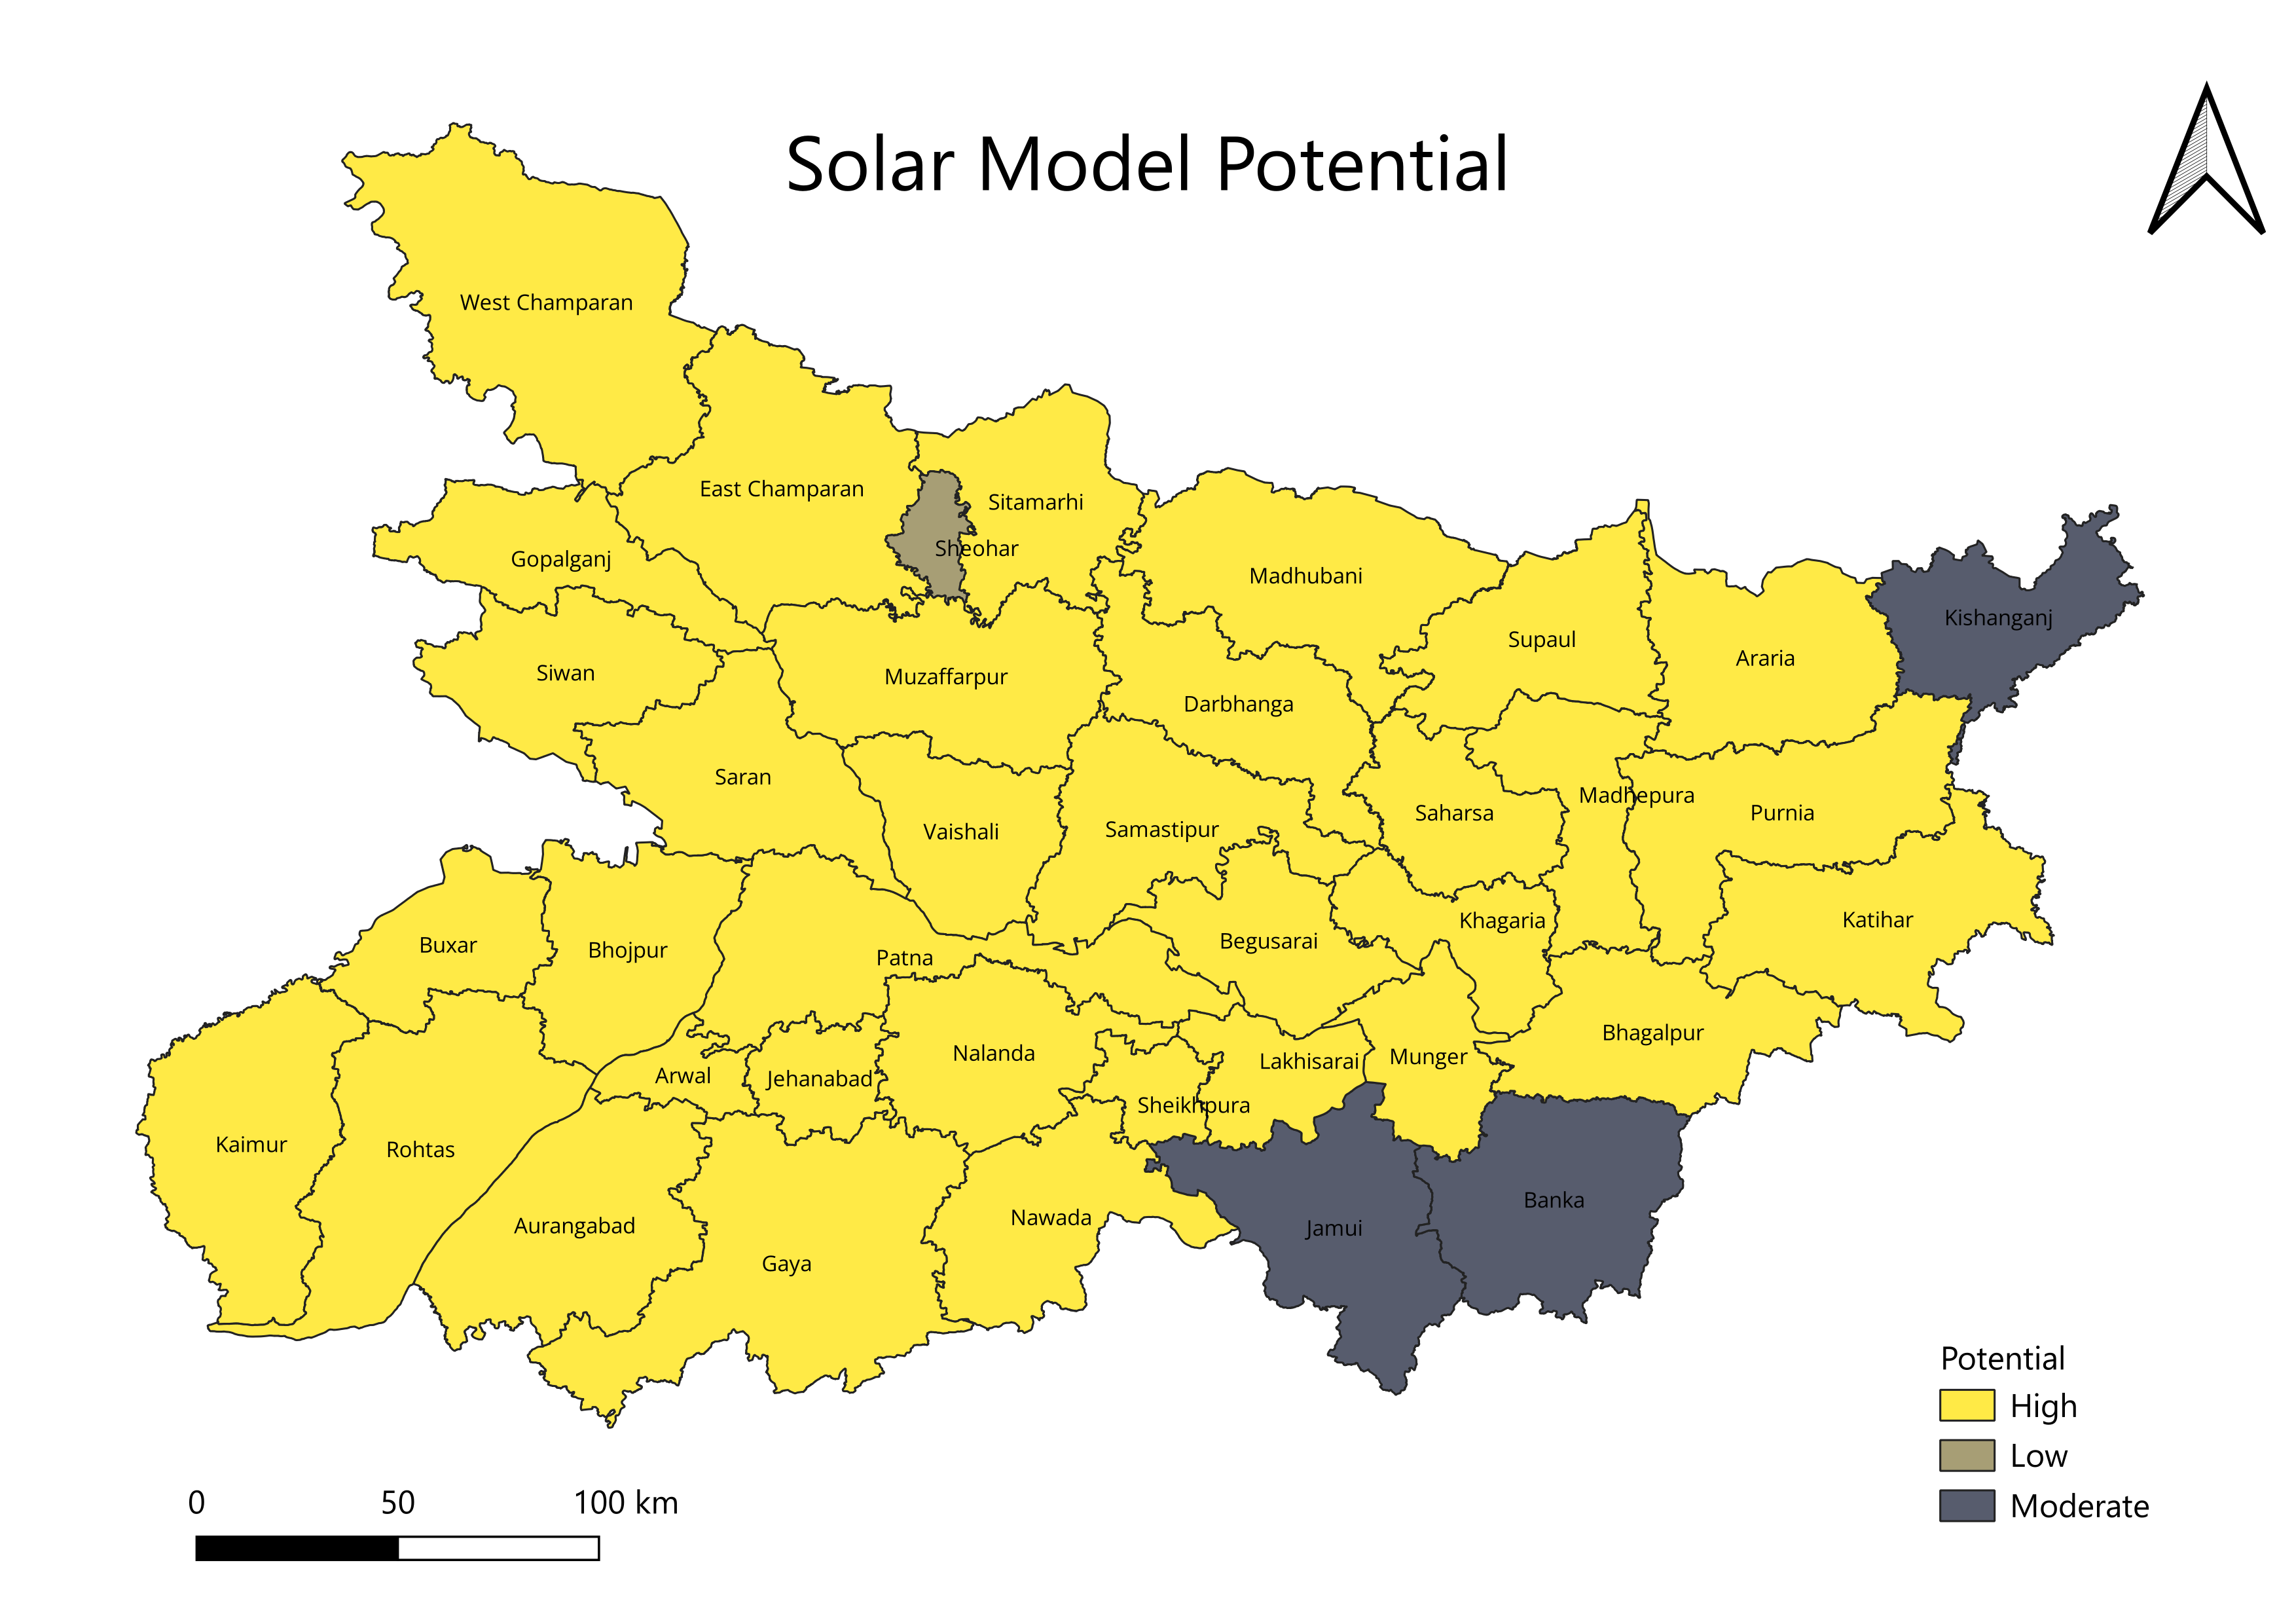 Solar Model Potential
West Champaran
East Champaran
Sitamarhi
Sheohar
Gopalganj
Madhubani
Kishanganj
Supaul
Araria
Siwan
Muzaffarpur
Darbhanga
Saran
Madhepura
Saharsa
Purnia
Vaishali
Samastipur
Khagaria
Katihar
Buxar
Bhojpur
Patna
Begusarai
Bhagalpur
Nalanda
Lakhisarai
Munger
Arwal
Jehanabad
Sheikhpura
Kaimur
Rohtas
Banka
Aurangabad
Nawada
Jamui
Gaya
Potential
High
Low
Moderate
0 50 100 km